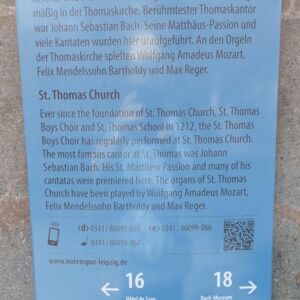 mäßig in der Thomaskirche. Berühmtester Thomaskantor
war Johann Sebastian Bach. Seine Matthäus-Passion und
viele Kantaten wurden hier uraufgeführt. An den Orgeln
der Thomaskirche spielten Wolfgang Amadeus Mozart,
Felix Mendelssohn Bartholdy und Max Reger.
St. Thomas Church
Ever since the foundation of St. Thomas Church, St. Thomas
Boys Choir and St. Thomas School in 1212, the St. Thomas
Boys Choir has regularly performed at St. Thomas Church.
The most famous cantor at St. Thomas was Johann
Sebastian Bach. His St. Matthew Passion and many of his
cantatas were premiered here. The organs of St. Thomas
Church have been played by Wolfgang Amadeus Mozart,
Felix Mendelssohn Bartholdy and Max Reger.
(d) 0341 / 86099-065 (e) 0341 / 86099-066
0341 / 86099-067
www.notenspur-leipzig.de
← 16 18 →
Hôtel de Saxe Bach-Museum